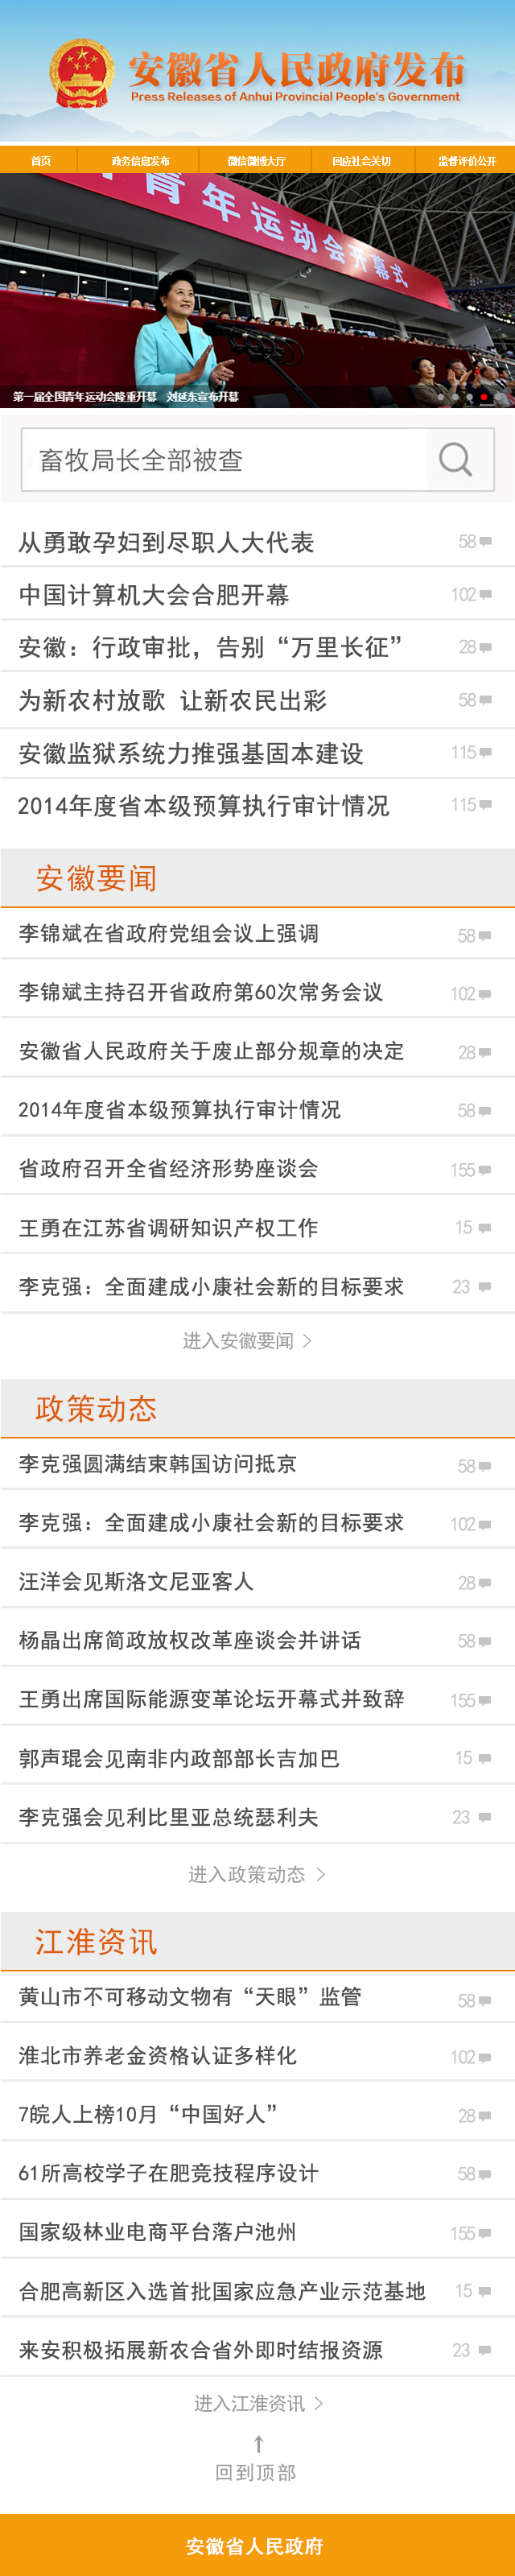 安徽省人民政府发布
Press Releases of Anhui Provincial People's Government
首页 政务信息发布 微信微博大厅 回应社会关切 监督评价公开
青年运动会开幕式
第一届全国青年运动会隆重开幕 刘延东宣布开幕
畜牧局长全部被查
从勇敢孕妇到尽职人大代表 58
中国计算机大会合肥开幕 102
安徽：行政审批，告别“万里长征” 28
为新农村放歌 让新农民出彩 58
安徽监狱系统力推强基固本建设 115
2014年度省本级预算执行审计情况 115
安徽要闻
李锦斌在省政府党组会议上强调 58
李锦斌主持召开省政府第60次常务会议 102
安徽省人民政府关于废止部分规章的决定 28
2014年度省本级预算执行审计情况 58
省政府召开全省经济形势座谈会 155
王勇在江苏省调研知识产权工作 15
李克强：全面建成小康社会新的目标要求 23
进入安徽要闻 >
政策动态
李克强圆满结束韩国访问抵京 58
李克强：全面建成小康社会新的目标要求 102
汪洋会见斯洛文尼亚客人 28
杨晶出席简政放权改革座谈会并讲话 58
王勇出席国际能源变革论坛开幕式并致辞 155
郭声琨会见南非内政部部长吉加巴 15
李克强会见利比里亚总统瑟利夫 23
进入政策动态 >
江淮资讯
黄山市不可移动文物有“天眼”监管 58
淮北市养老金资格认证多样化 102
7皖人上榜10月“中国好人” 28
61所高校学子在肥竞技程序设计 58
国家级林业电商平台落户池州 155
合肥高新区入选首批国家应急产业示范基地 15
来安积极拓展新农合省外即时结报资源 23
进入江淮资讯 >
回到顶部
安徽省人民政府